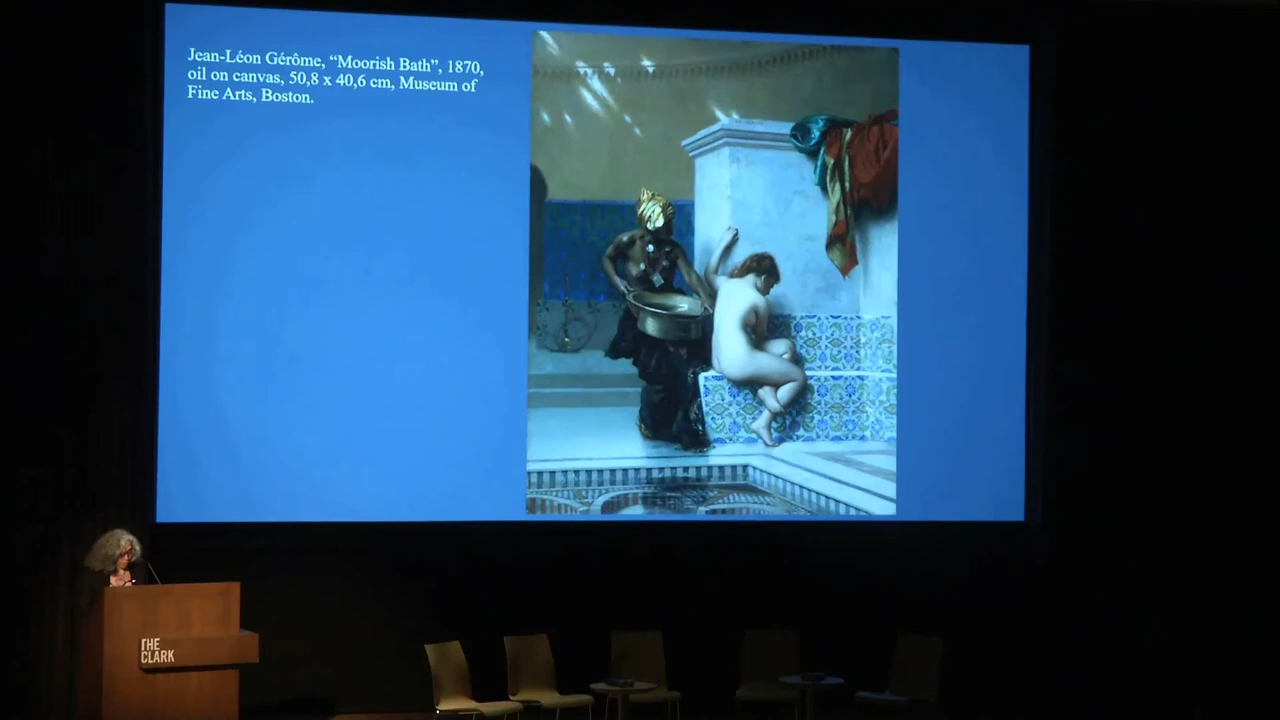 Jean-Léon Gérôme, “Moorish Bath”, 1870,
oil on canvas, 50,8 x 40,6 cm, Museum of
Fine Arts, Boston.
THE
CLARK